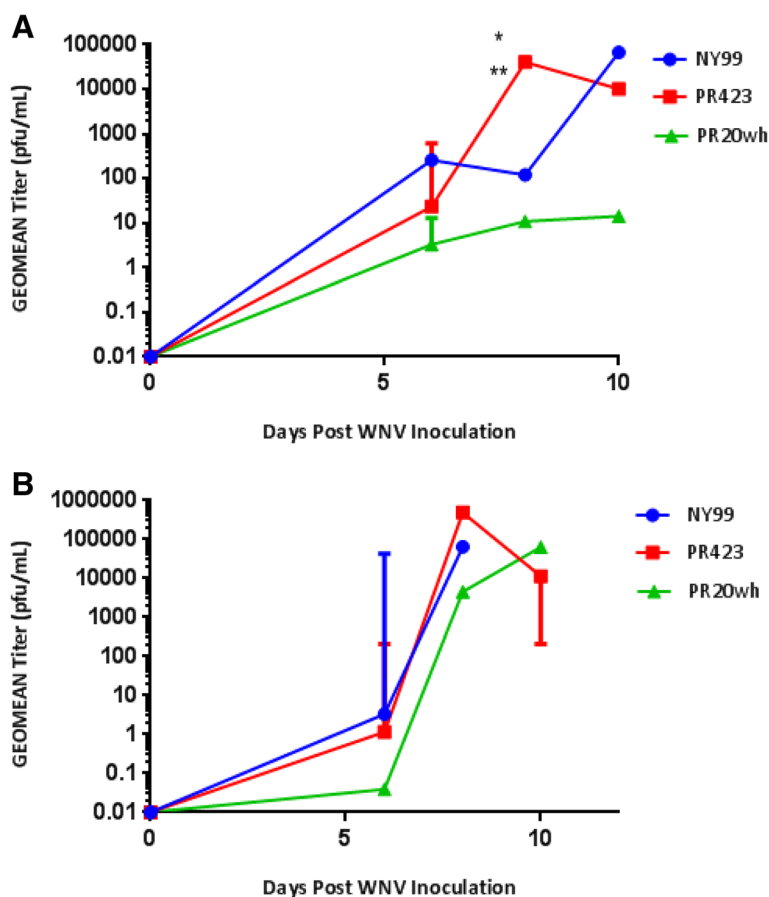 A
GEOMEAN Titer (pfu/mL)
100000
10000
1000
100
10
1
0.1
0.01
*
**
NY99
PR423
PR20wh
0
5
10
Days Post WNV Inoculation
B
GEOMEAN Titer (pfu/mL)
1000000
100000
10000
1000
100
10
1
0.1
0.01
NY99
PR423
PR20wh
0
5
10
Days Post WNV Inoculation